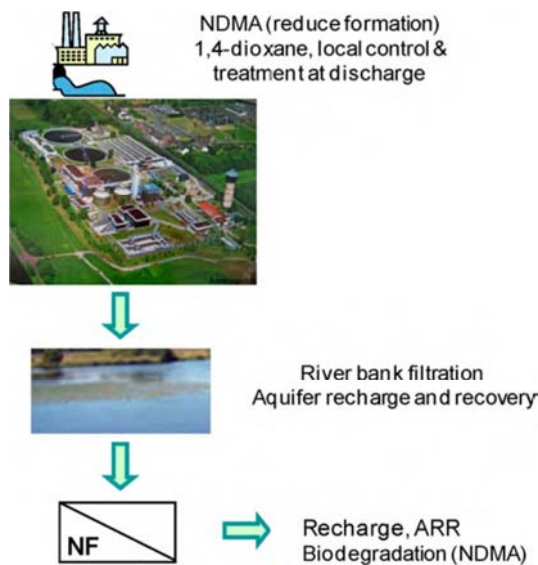 NDMA (reduce formation)
1,4-dioxane, local control &
treatment at discharge
River bank filtration
Aquifer recharge and recovery
NF
Recharge, ARR
Biodegradation (NDMA)